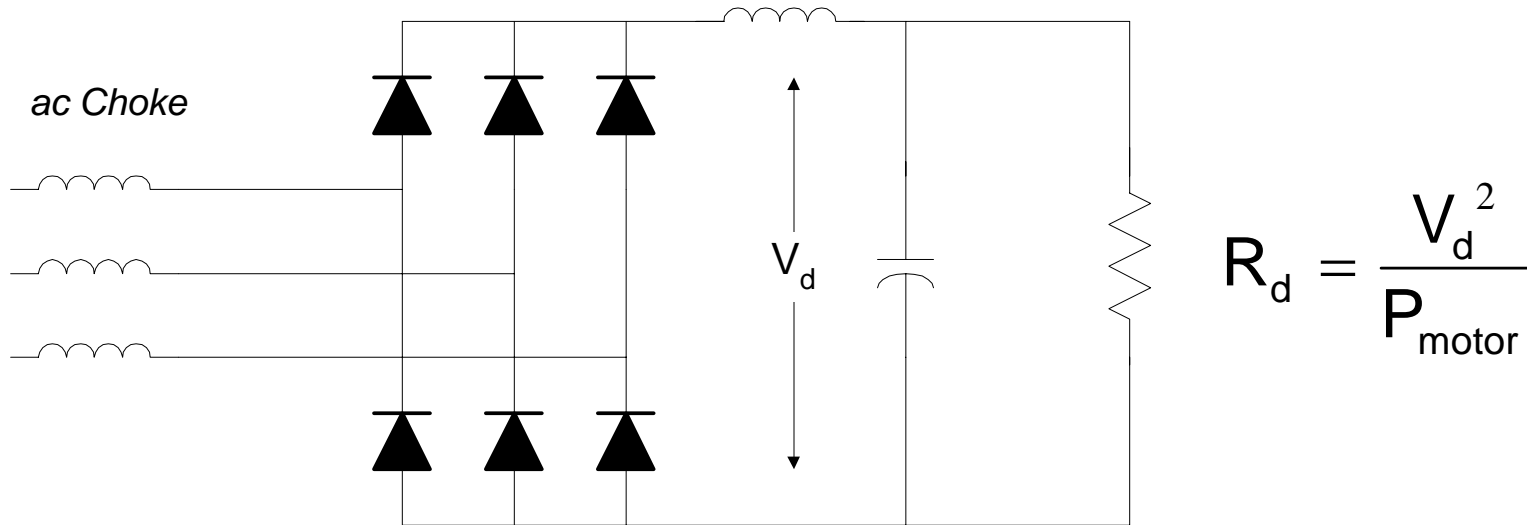 ac Choke
V_d
R_d = V_d^2 / P_motor